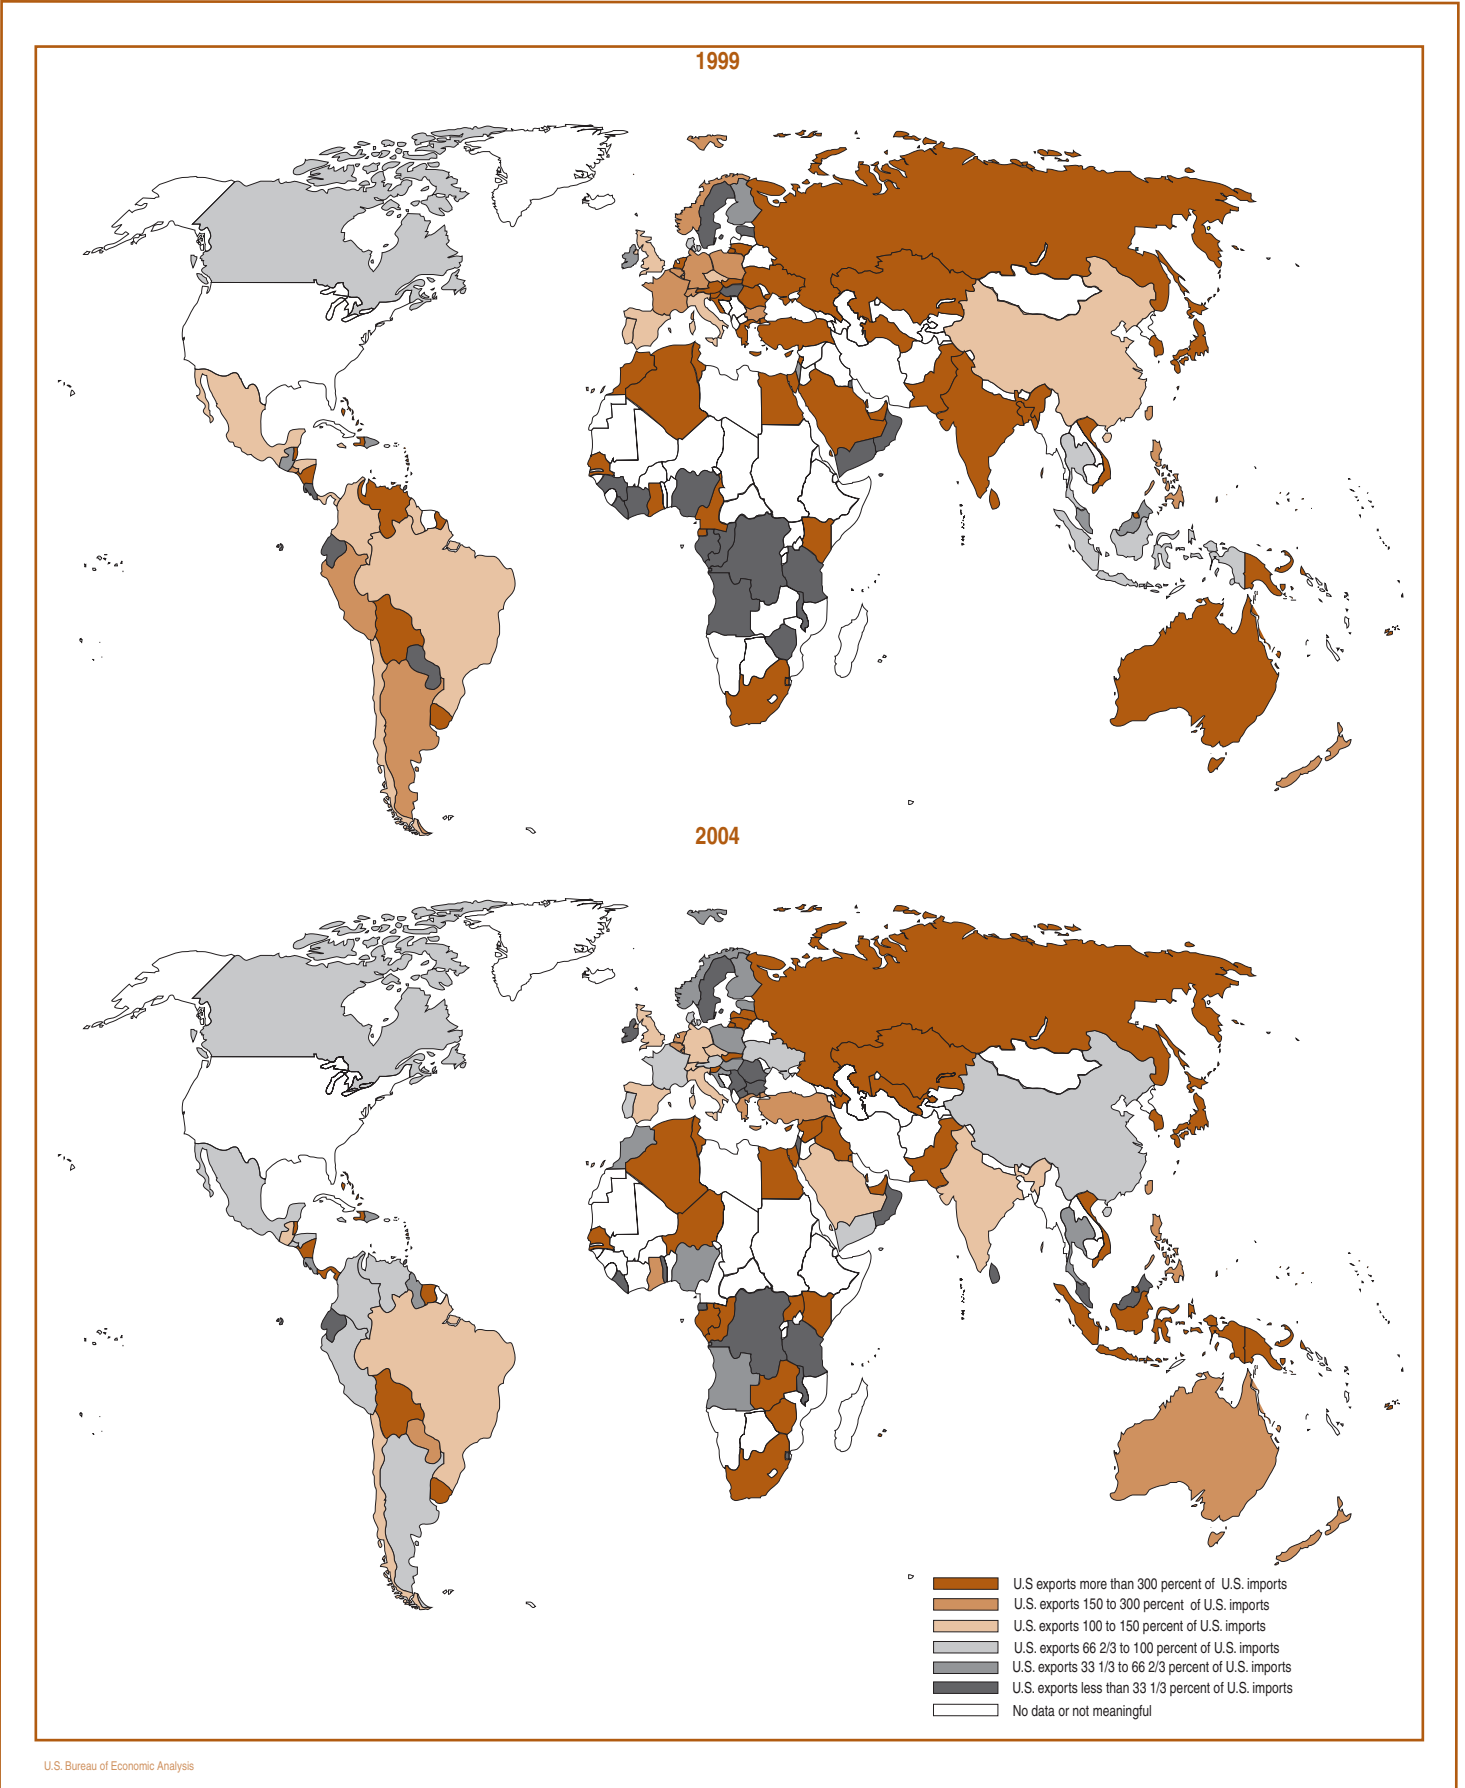 1999
2004
U.S exports more than 300 percent of U.S. imports
U.S. exports 150 to 300 percent of U.S. imports
U.S. exports 100 to 150 percent of U.S. imports
U.S. exports 66 2/3 to 100 percent of U.S. imports
U.S. exports 33 1/3 to 66 2/3 percent of U.S. imports
U.S. exports less than 33 1/3 percent of U.S. imports
No data or not meaningful
U.S. Bureau of Economic Analysis